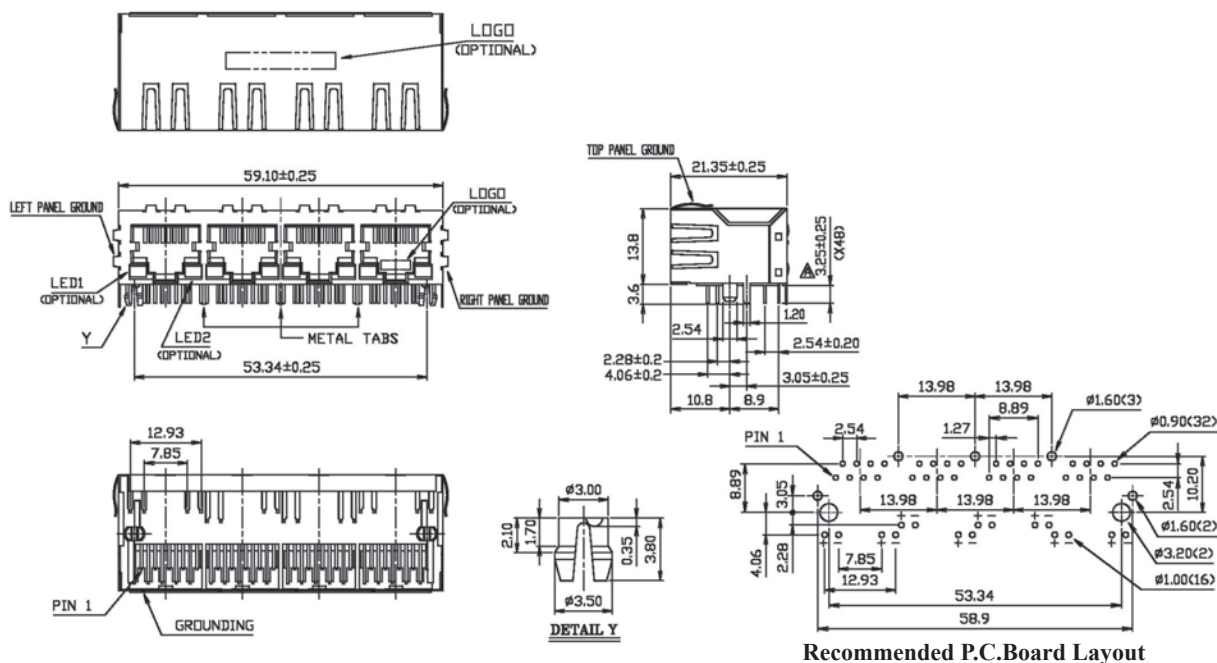 LOGO
(OPTIONAL)
59.10±0.25
LOGO
(OPTIONAL)
LEFT PANEL GROUND
LED1
(OPTIONAL)
RIGHT PANEL GROUND
Y
LED2
(OPTIONAL)
METAL TABS
53.34±0.25
TOP PANEL GROUND
21.35±0.25
13.8
3.6
3.25±0.25
(X48)
1.20
2.54
2.54±0.20
2.28±0.2
4.06±0.2
3.05±0.25
10.8
8.9
12.93
7.85
PIN 1
GROUNDING
ø3.00
2.10
1.70
0.35
3.80
ø3.50
DETAIL Y
13.98
13.98
8.89
ø1.60(3)
PIN 1
2.54
1.27
ø0.90(32)
8.89
3.05
13.98
13.98
13.98
2.54
10.20
+ -
+ -
4.06
2.28
+ -
+ -
+ -
+ -
7.85
12.93
ø1.60(2)
ø3.20(2)
ø1.00(16)
53.34
58.9
Recommended P.C.Board Layout